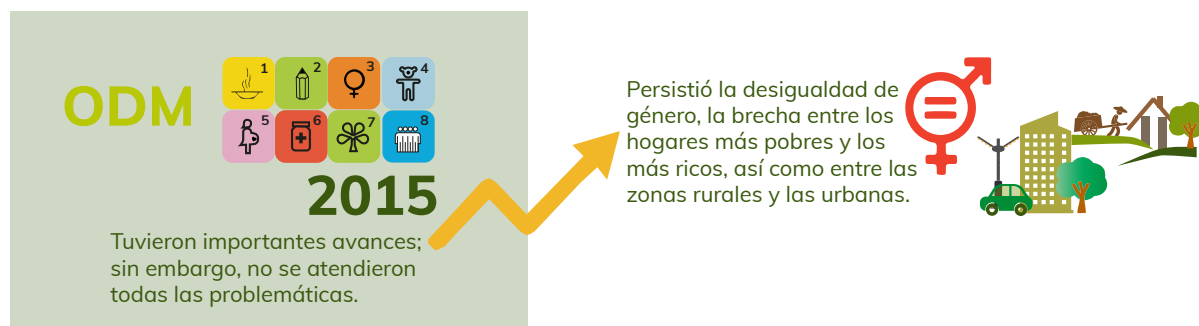 ODM
1 2 3 4
5 6 7 8
2015
Tuvieron importantes avances;
sin embargo, no se atendieron
todas las problemáticas.
Persistió la desigualdad de
género, la brecha entre los
hogares más pobres y los
más ricos, así como entre las
zonas rurales y las urbanas.